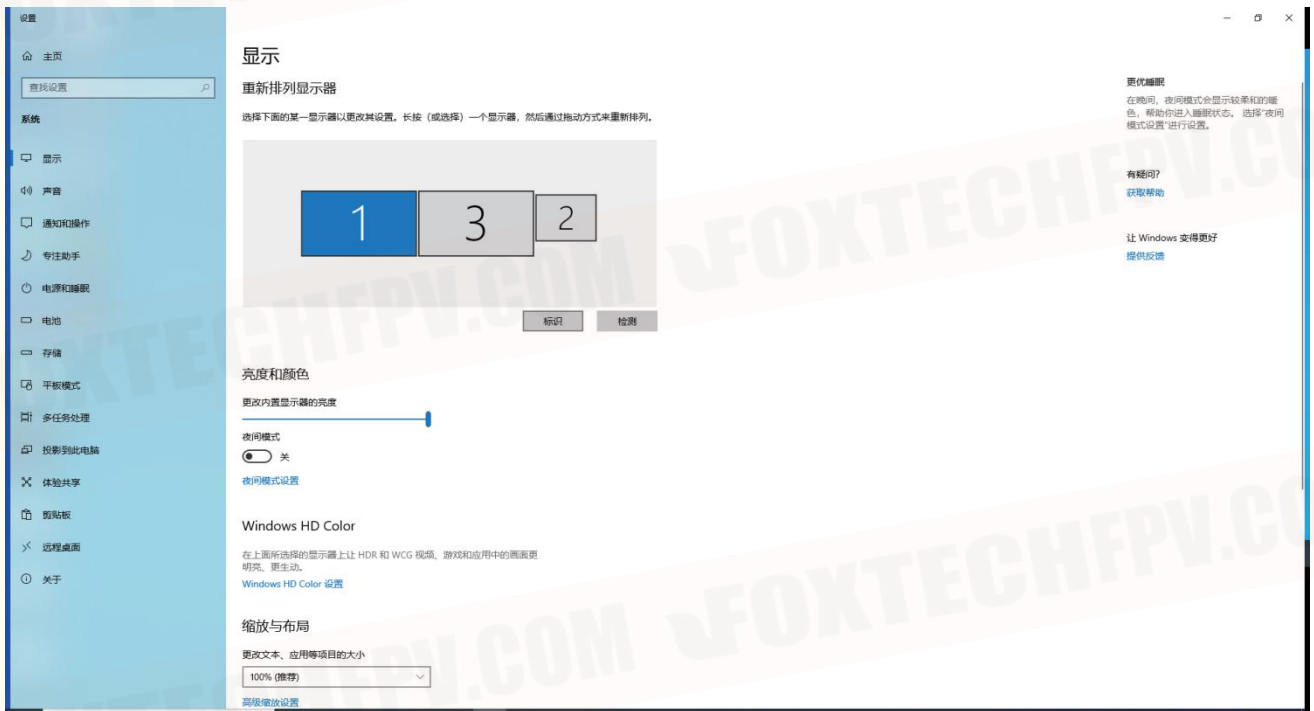 设置
主页
查找设置
系统
显示
声音
通知和操作
专注助手
电源和睡眠
电池
存储
平板模式
多任务处理
投影到此电脑
体验共享
剪贴板
远程桌面
关于
显示
重新排列显示器
选择下面的某一显示器以更改其设置。长按（或选择）一个显示器，然后通过拖动方式来重新排列。
1
3
2
标识
检测
亮度和颜色
更改内置显示器的亮度
夜间模式
关
夜间模式设置
Windows HD Color
在上面所选择的显示器上让 HDR 和 WCG 视频、游戏和应用中的画面更
明亮、更生动。
Windows HD Color 设置
缩放与布局
更改文本、应用等项目的大小
100% (推荐)
高级缩放设置
更优睡眠
在晚间，夜间模式会显示较柔和的暖
色，帮助你进入睡眠状态。 选择“夜间
模式设置”进行设置。
有疑问?
获取帮助
让 Windows 变得更好
提供反馈
FOXTECHFPV.COM